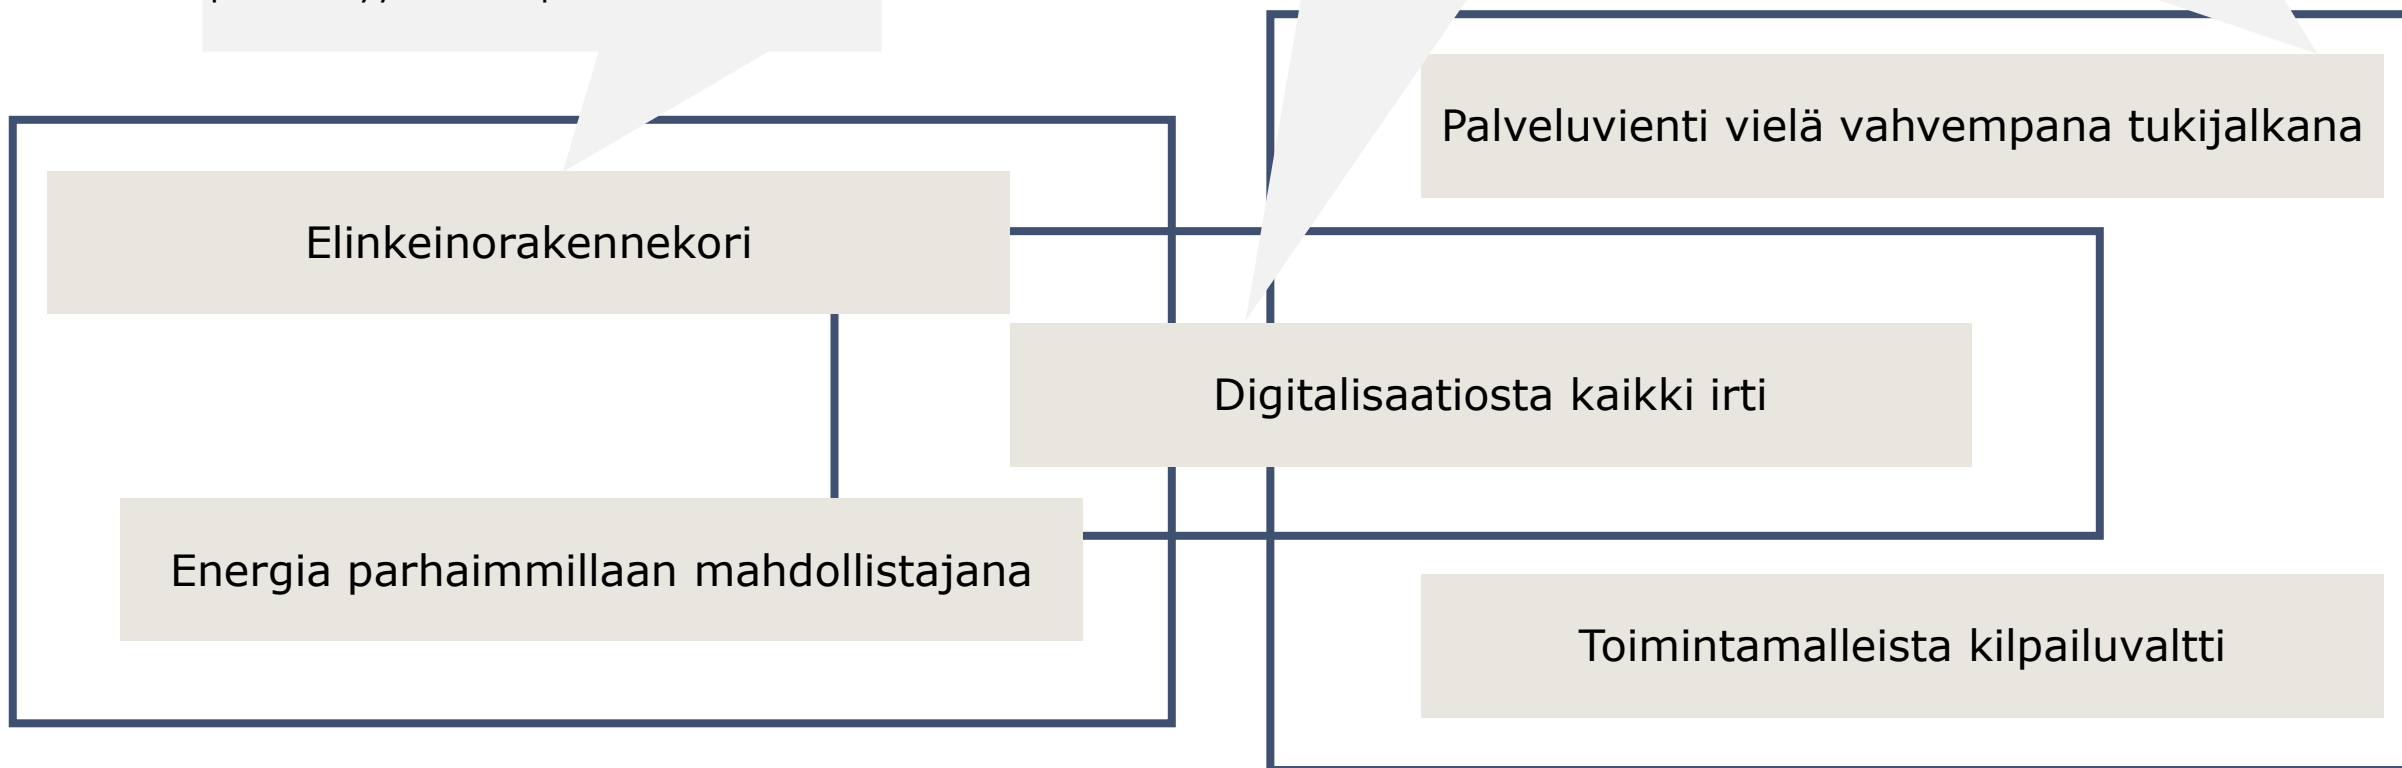 Palveluvienti vielä vahvempana tukijalkana
Elinkeinorakennekori
Digitalisaatiosta kaikki irti
Energia parhaimmillaan mahdollistajana
Toimintamalleista kilpailuvaltti